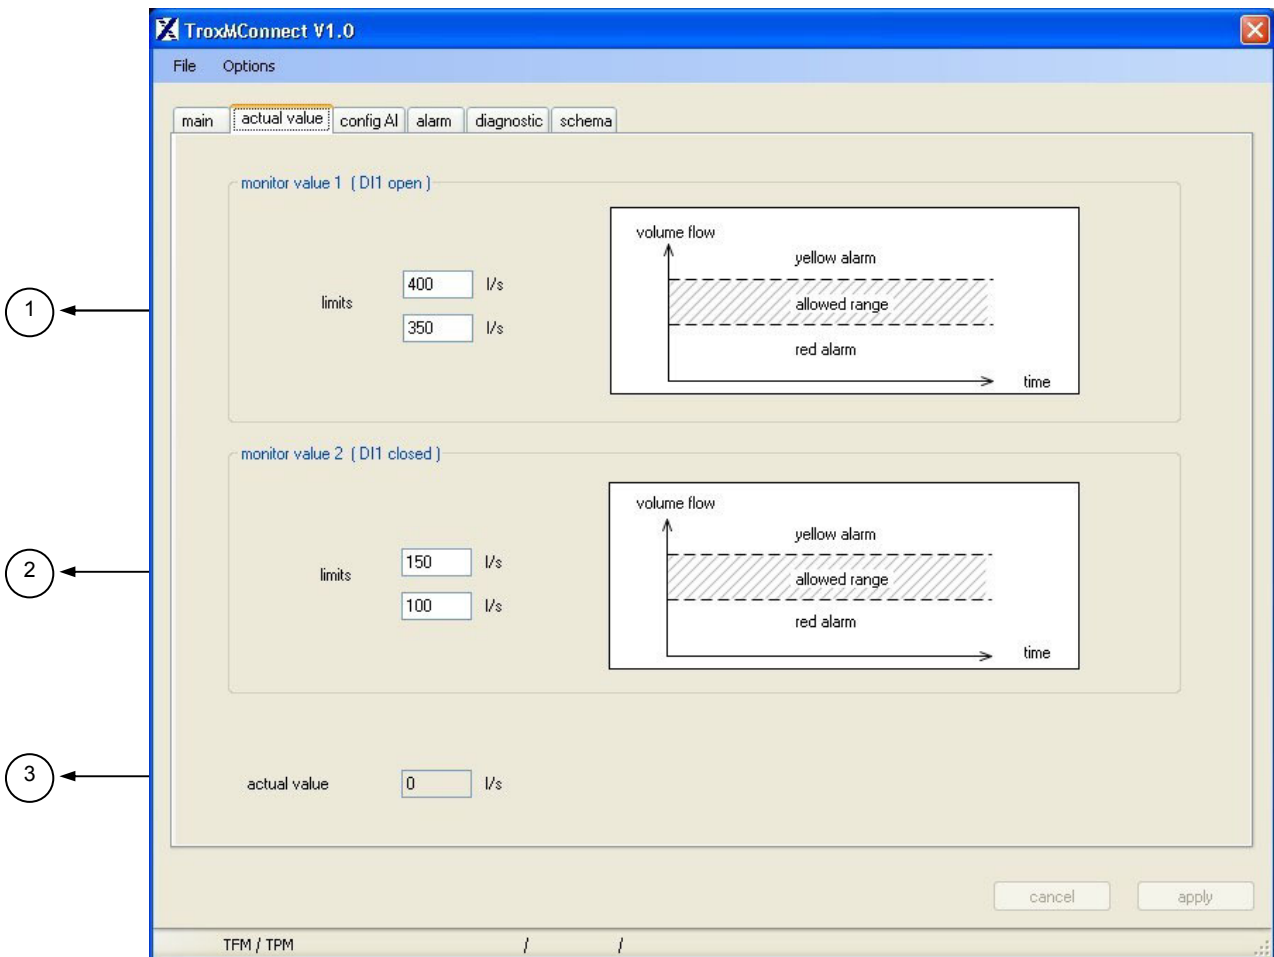 TroxMConnect V1.0
File Options
main actual value config AI alarm diagnostic schema
monitor value 1 ( DI1 open )
volume flow
yellow alarm
400 l/s
1
limits
allowed range
350 l/s
red alarm
time
monitor value 2 ( DI1 closed )
volume flow
yellow alarm
150 l/s
2
limits
allowed range
100 l/s
red alarm
time
3
actual value 0 l/s
cancel apply
TFM / TPM / /